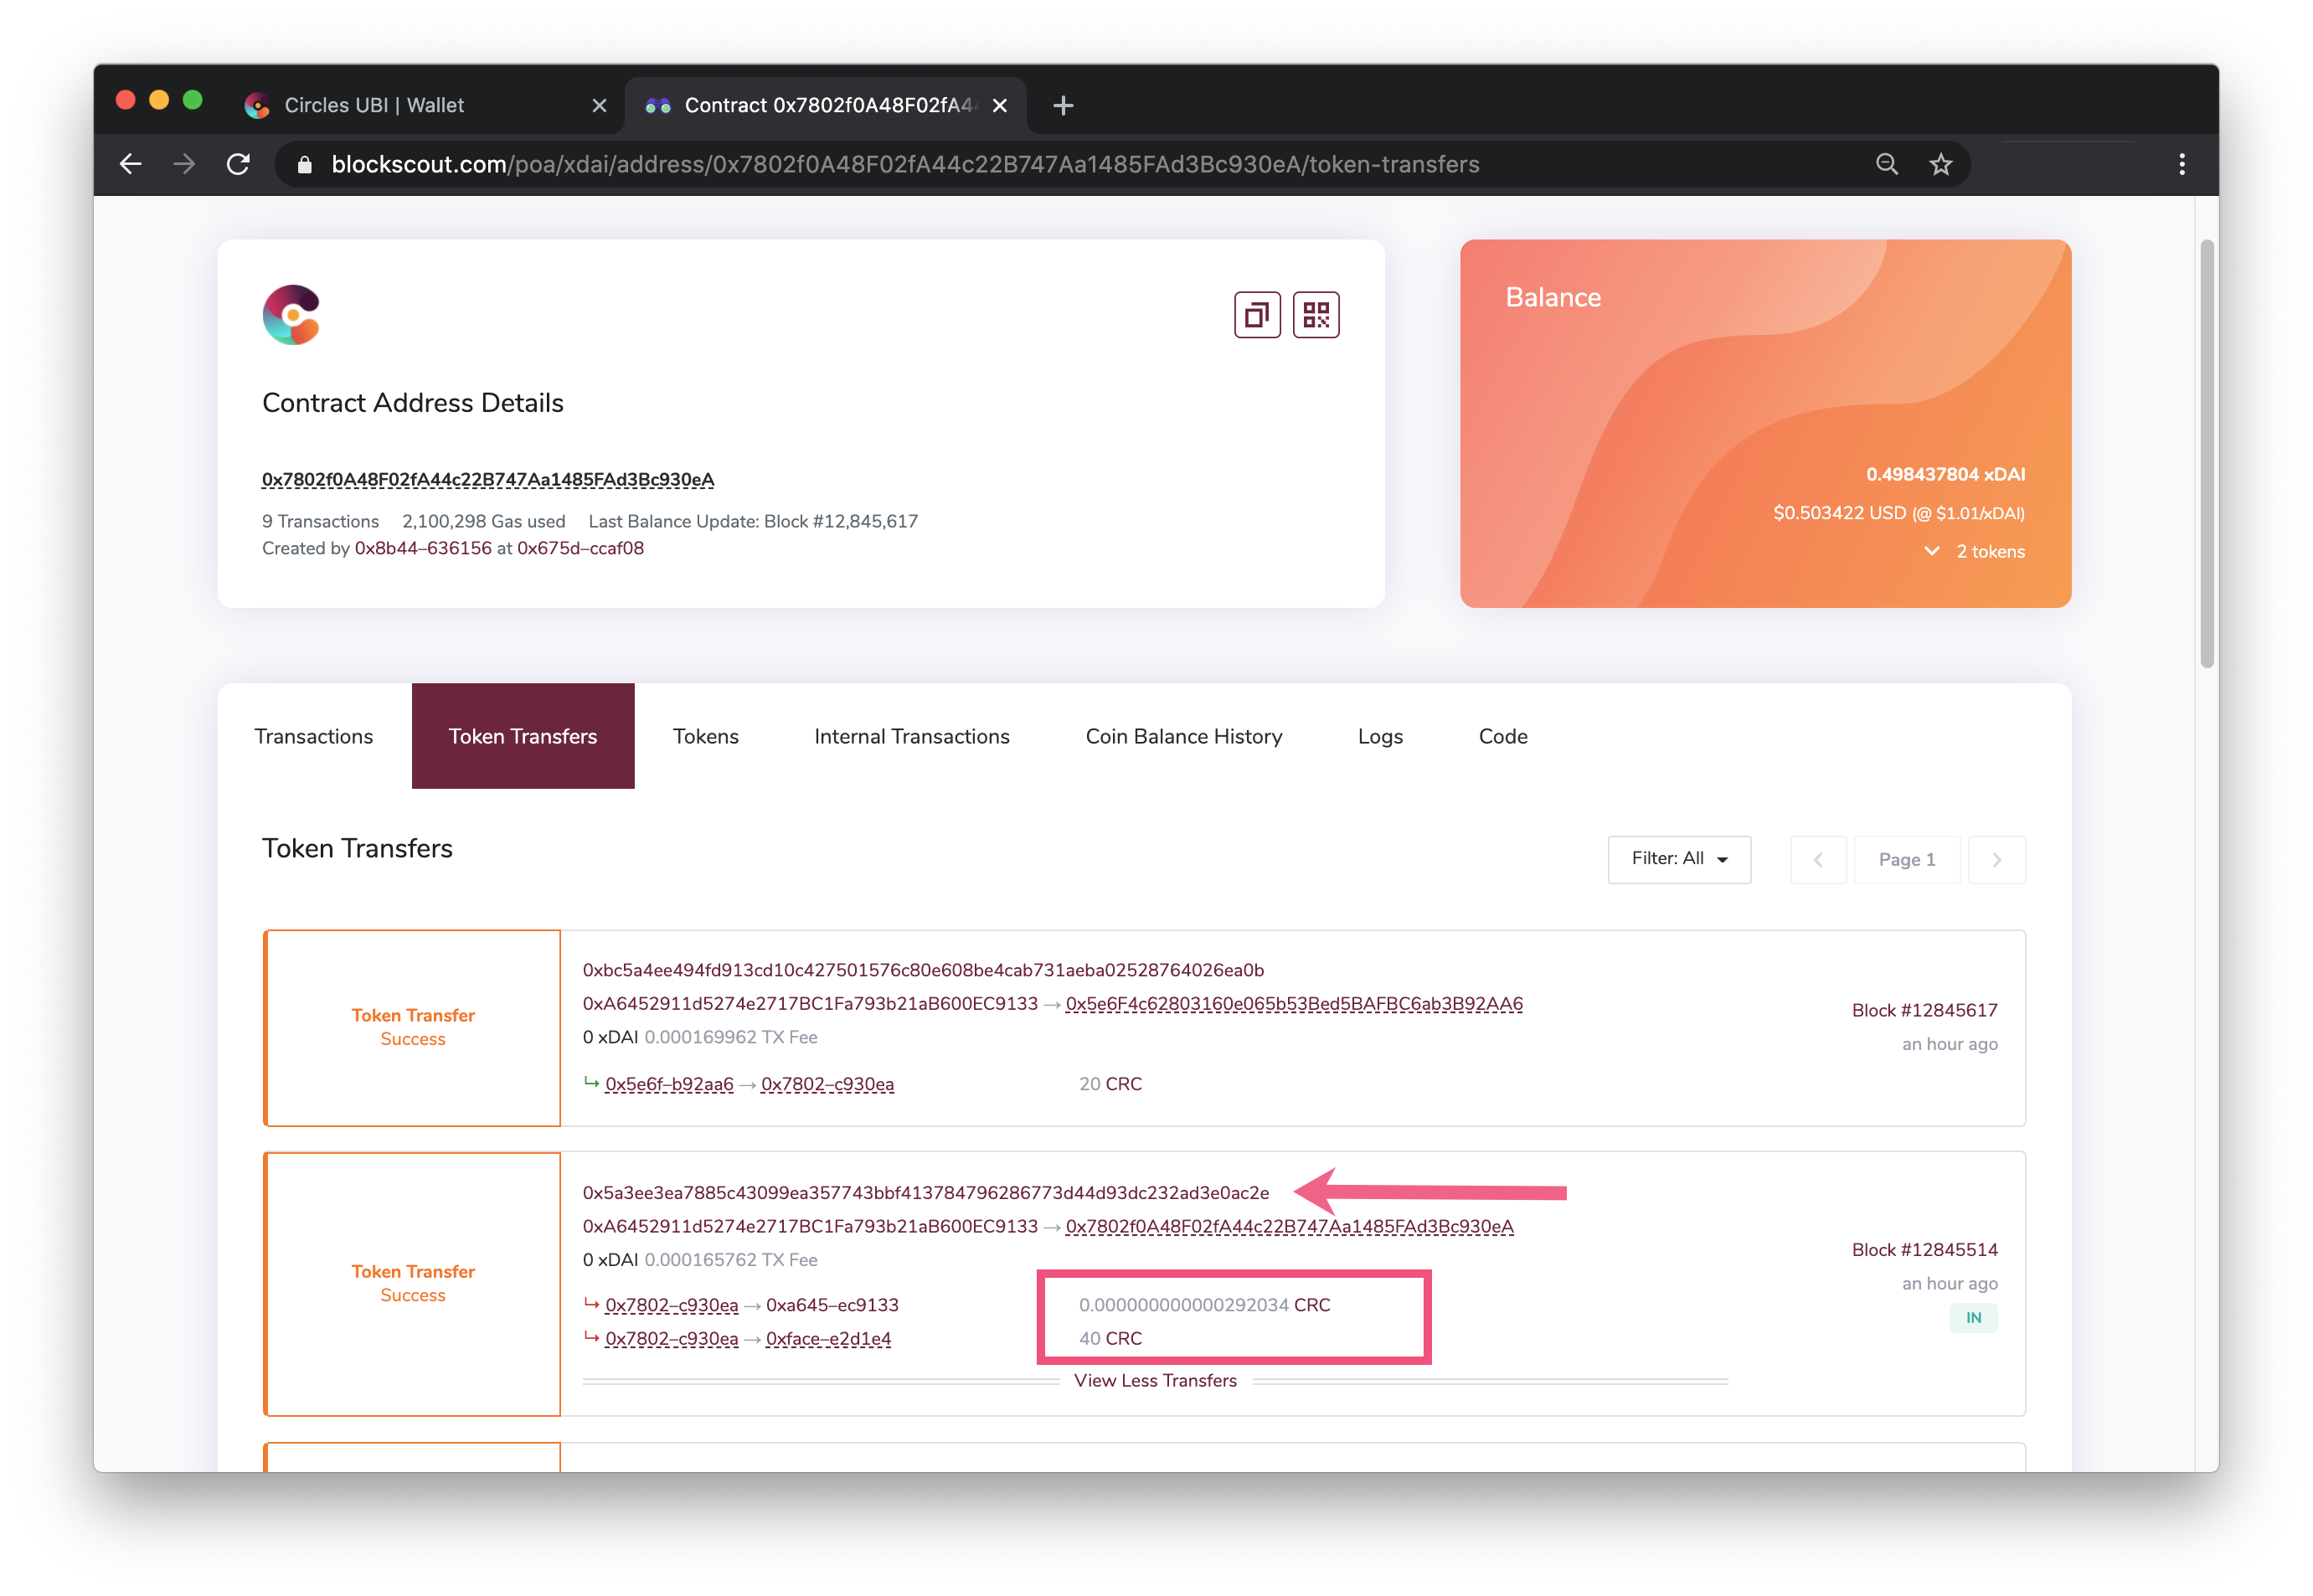 Circles UBI | Wallet
Contract 0x7802f0A48F02fA4
blockscout.com/poa/xdai/address/0x7802f0A48F02fA44c22B747Aa1485FAd3Bc930eA/token-transfers
Balance
Contract Address Details
0x7802f0A48F02fA44c22B747Aa1485FAd3Bc930eA
0.498437804 xDAI
$0.503422 USD (@ $1.01/xDAI)
9 Transactions 2,100,298 Gas used Last Balance Update: Block #12,845,617
Created by 0x8b44–636156 at 0x675d–ccaf08
2 tokens
Transactions Token Transfers Tokens Internal Transactions Coin Balance History Logs Code
Token Transfers
Filter: All
Page 1
Token Transfer
Success
0xbc5a4ee494fd913cd10c427501576c80e608be4cab731aeba02528764026ea0b
0xA6452911d5274e2717BC1Fa793b21aB600EC9133 → 0x5e6F4c62803160e065b53Bed5BAFBC6ab3B92AA6
0 xDAI 0.000169962 TX Fee
0x5e6f–b92aa6 → 0x7802–c930ea 20 CRC
Block #12845617
an hour ago
Token Transfer
Success
0x5a3ee3ea7885c43099ea357743bbf413784796286773d44d93dc232ad3e0ac2e
0xA6452911d5274e2717BC1Fa793b21aB600EC9133 → 0x7802f0A48F02fA44c22B747Aa1485FAd3Bc930eA
0 xDAI 0.000165762 TX Fee
0x7802–c930ea → 0xa645–ec9133 0.000000000000292034 CRC
0x7802–c930ea → 0xface–e2d1e4 40 CRC
View Less Transfers
Block #12845514
an hour ago
IN